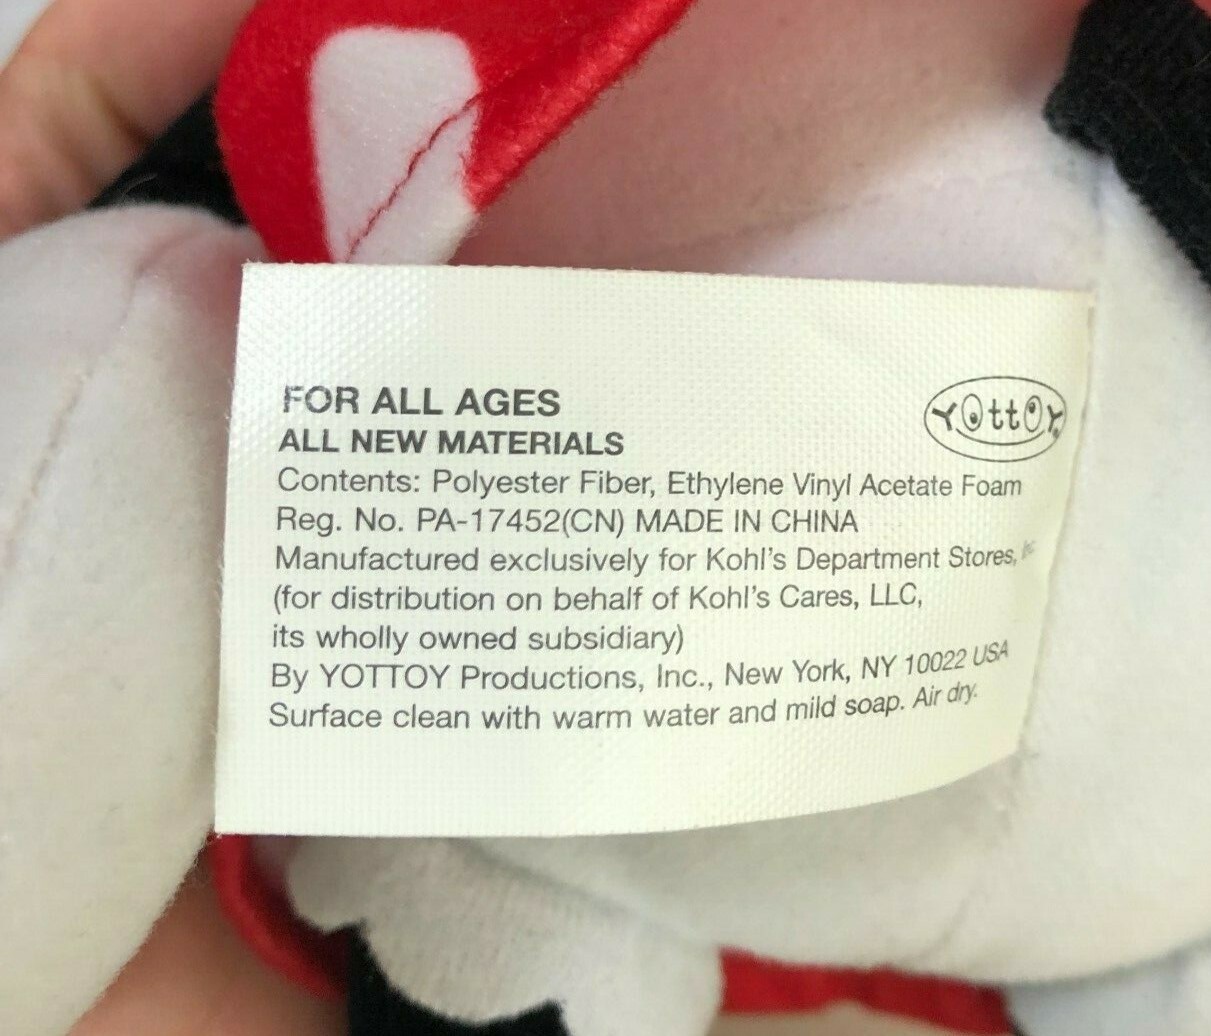 FOR ALL AGES
YOTTOY
ALL NEW MATERIALS
Contents: Polyester Fiber, Ethylene Vinyl Acetate Foam
Reg. No. PA-17452(CN) MADE IN CHINA
Manufactured exclusively for Kohl's Department Stores, Inc
(for distribution on behalf of Kohl's Cares, LLC,
its wholly owned subsidiary)
By YOTTOY Productions, Inc., New York, NY 10022 USA
Surface clean with warm water and mild soap. Air dry.